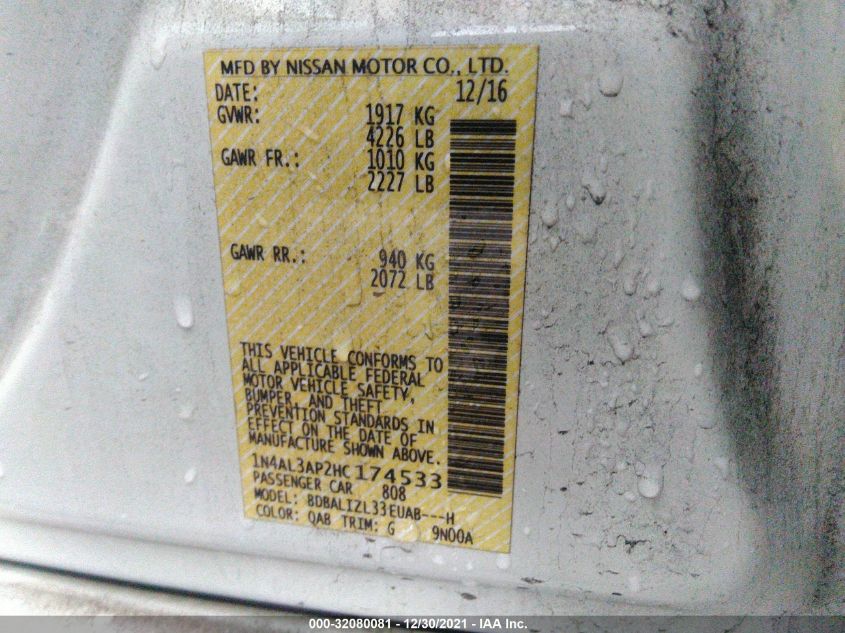 MFD BY NISSAN MOTOR CO., LTD.
DATE: 12/16
GVWR: 1917 KG
4226 LB
GAWR FR.: 1010 KG
2227 LB
GAWR RR.: 940 KG
2072 LB
THIS VEHICLE CONFORMS TO
ALL APPLICABLE FEDERAL
MOTOR VEHICLE SAFETY,
BUMPER, AND THEFT
PREVENTION STANDARDS IN
EFFECT ON THE DATE OF
MANUFACTURE SHOWN ABOVE.
1N4AL3AP2HC174533
PASSENGER CAR 808
MODEL: BDBALIZL33EUAB---H
COLOR: QAB TRIM: G 9N00A
000-32080081 - 12/30/2021 - IAA Inc.